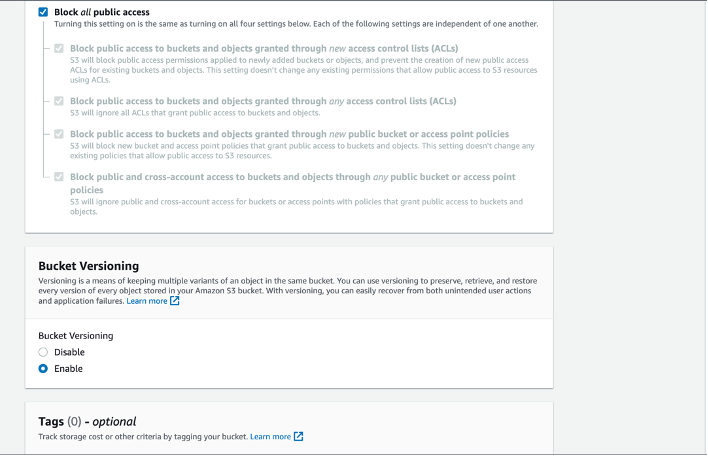 Block all public access
Turning this setting on is the same as turning on all four settings below. Each of the following settings are independent of one another.
Block public access to buckets and objects granted through new access control lists (ACLs)
S3 will block public access permissions applied to newly added buckets or objects, and prevent the creation of new public access
ACLs for existing buckets and objects. This setting doesn't change any existing permissions that allow public access to S3 resources
using ACLs.
Block public access to buckets and objects granted through any access control lists (ACLs)
S3 will ignore all ACLs that grant public access to buckets and objects.
Block public access to buckets and objects granted through new public bucket or access point policies
S3 will block new bucket and access point policies that grant public access to buckets and objects. This setting doesn't change any
existing policies that allow public access to S3 resources.
Block public and cross-account access to buckets and objects through any public bucket or access point
policies
S3 will ignore public and cross-account access for buckets or access points with policies that grant public access to buckets and
objects.
Bucket Versioning
Versioning is a means of keeping multiple variants of an object in the same bucket. You can use versioning to preserve, retrieve, and restore
every version of every object stored in your Amazon S3 bucket. With versioning, you can easily recover from both unintended user actions
and application failures. Learn more
Bucket Versioning
Disable
Enable
Tags (0) - optional
Track storage cost or other criteria by tagging your bucket. Learn more